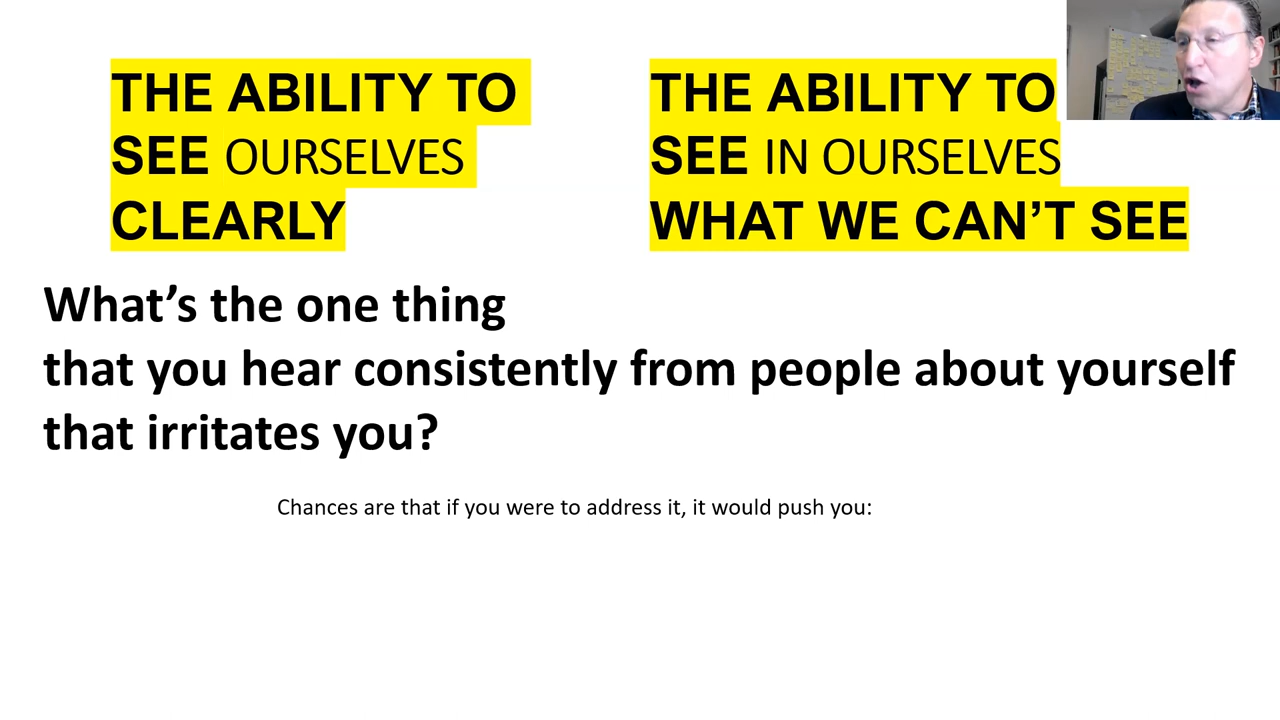 THE ABILITY TO
SEE OURSELVES
CLEARLY
THE ABILITY TO
SEE IN OURSELVES
WHAT WE CAN’T SEE
What’s the one thing
that you hear consistently from people about yourself
that irritates you?
Chances are that if you were to address it, it would push you: